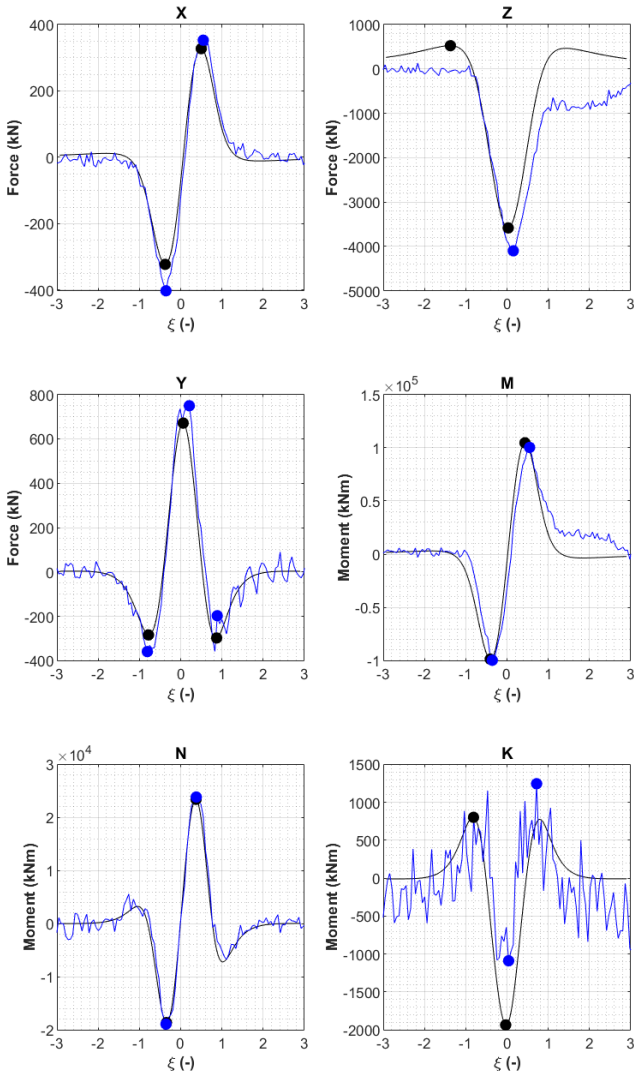 X
400
200
0
-200
-400
Force (kN)
-3 -2 -1 0 1 2 3
ξ (-)
Z
1000
0
-1000
-2000
-3000
-4000
-5000
Force (kN)
-3 -2 -1 0 1 2 3
ξ (-)
Y
800
600
400
200
0
-200
-400
Force (kN)
-3 -2 -1 0 1 2 3
ξ (-)
M
×10^5
1.5
1
0.5
0
-0.5
-1
Moment (kNm)
-3 -2 -1 0 1 2 3
ξ (-)
N
×10^4
3
2
1
0
-1
-2
Moment (kNm)
-3 -2 -1 0 1 2 3
ξ (-)
K
1500
1000
500
0
-500
-1000
-1500
-2000
Moment (kNm)
-3 -2 -1 0 1 2 3
ξ (-)